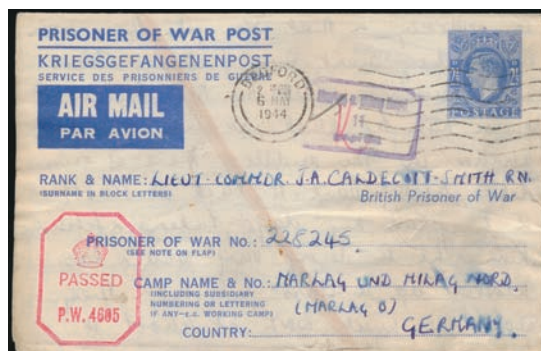 PRISONER OF WAR POST
KRIEGSGEFANGENENPOST
SERVICE DES PRISONNIERS DE GUERRE
AIR MAIL
PAR AVION
BEDFORD
6 MAY
1944
POSTAGE
RANK & NAME: LIEUT-COMMDR. J.A. CALDECOTT-SMITH RN.
(SURNAME IN BLOCK LETTERS)
British Prisoner of War
PRISONER OF WAR No.: 228245.
(SEE NOTE ON FLAP)
PASSED
P.W. 4605
CAMP NAME & No.: MARLAG UND MILAG NORD.
(INCLUDING SUBSIDIARY
NUMBERING OR LETTERING
IF ANY—E.G. WORKING CAMP)
(MARLAG O)
COUNTRY: GERMANY.